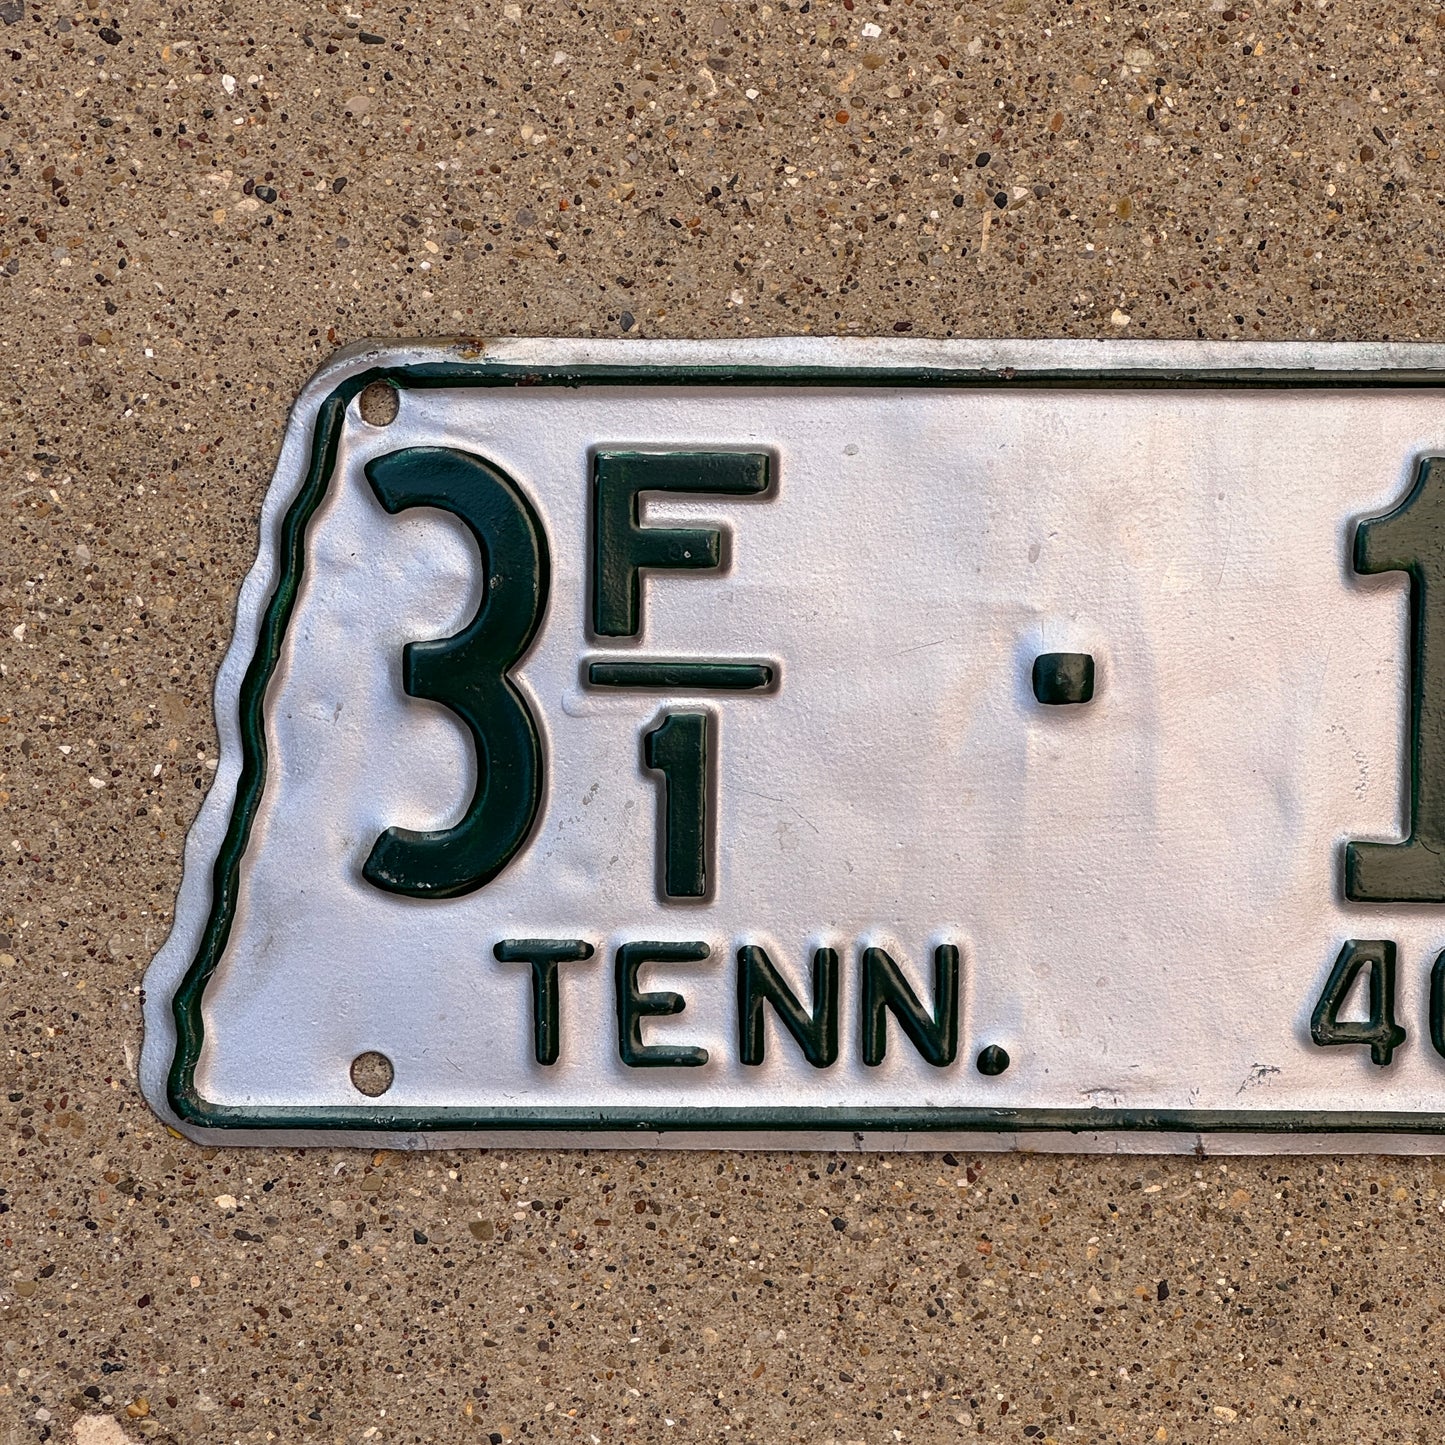 3 F/1 · 1
TENN. 4